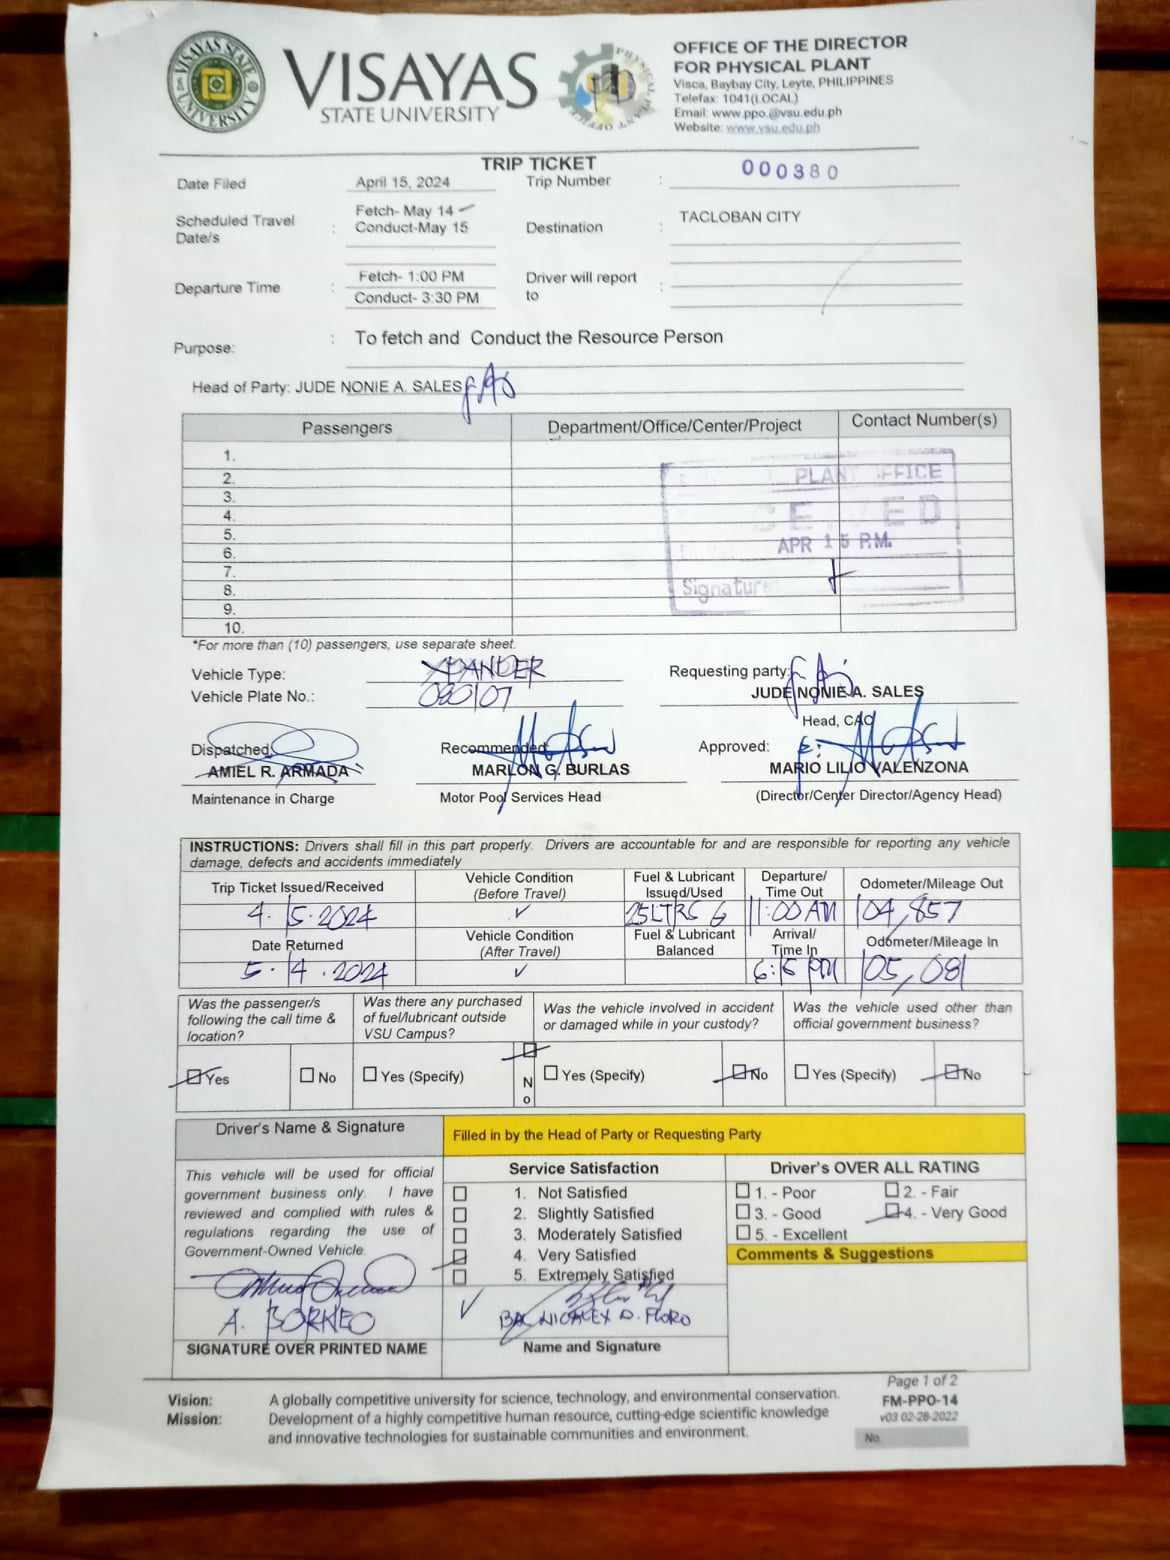 VISAYAS STATE UNIVERSITY
PHYSICAL PLANT OFFICE
VISAYAS
STATE UNIVERSITY
OFFICE OF THE DIRECTOR
FOR PHYSICAL PLANT
Visca, Baybay City, Leyte, PHILIPPINES
Telefax: 1041(LOCAL)
Email: www.ppo.@vsu.edu.ph
Website: www.vsu.edu.ph
TRIP TICKET
Date Filed April 15, 2024 Trip Number : 000380
Scheduled Travel Date/s : Fetch- May 14 Conduct-May 15 Destination : TACLOBAN CITY
Departure Time : Fetch- 1:00 PM Conduct- 3:30 PM Driver will report to :
Purpose: : To fetch and Conduct the Resource Person
Head of Party: JUDE NONIE A. SALES
Passengers Department/Office/Center/Project Contact Number(s)
1.
2.
3.
4.
5.
6.
7.
8.
9.
10.
PLANT OFFICE
APR 15 P.M.
Signature
*For more than (10) passengers, use separate sheet.
Vehicle Type: XPANDER Requesting party:
Vehicle Plate No.: 090107 JUDE NONIE A. SALES
Head, CAO
Dispatched: Recommended: Approved:
AMIEL R. ARMADA MARLON G. BURLAS MARIO LILIO VALENZONA
Maintenance in Charge Motor Pool Services Head (Director/Center Director/Agency Head)
INSTRUCTIONS: Drivers shall fill in this part properly. Drivers are accountable for and are responsible for reporting any vehicle
damage, defects and accidents immediately
Trip Ticket Issued/Received Vehicle Condition (Before Travel) Fuel & Lubricant Issued/Used Departure/ Time Out Odometer/Mileage Out
4.15.2024 ✓ 25LTRS G 11:00 AM 104,857
Date Returned Vehicle Condition (After Travel) Fuel & Lubricant Balanced Arrival/ Time In Odometer/Mileage In
5.14.2024 ✓ 6:15 PM 105,081
Was the passenger/s following the call time & location? Was there any purchased of fuel/lubricant outside VSU Campus? Was the vehicle involved in accident or damaged while in your custody? Was the vehicle used other than official government business?
Yes No Yes (Specify) No Yes (Specify) No Yes (Specify) No
Driver's Name & Signature Filled in by the Head of Party or Requesting Party
This vehicle will be used for official
government business only. I have
reviewed and complied with rules &
regulations regarding the use of
Government-Owned Vehicle.
A. BORNEO
SIGNATURE OVER PRINTED NAME
Service Satisfaction
1. Not Satisfied
2. Slightly Satisfied
3. Moderately Satisfied
4. Very Satisfied
5. Extremely Satisfied
✓ NICALEX D. FLORO
Name and Signature
Driver's OVER ALL RATING
1. - Poor 2. - Fair
3. - Good 4. - Very Good
5. - Excellent
Comments & Suggestions
Page 1 of 2
FM-PPO-14
v03 02-28-2022
No.
Vision: A globally competitive university for science, technology, and environmental conservation.
Mission: Development of a highly competitive human resource, cutting-edge scientific knowledge
and innovative technologies for sustainable communities and environment.